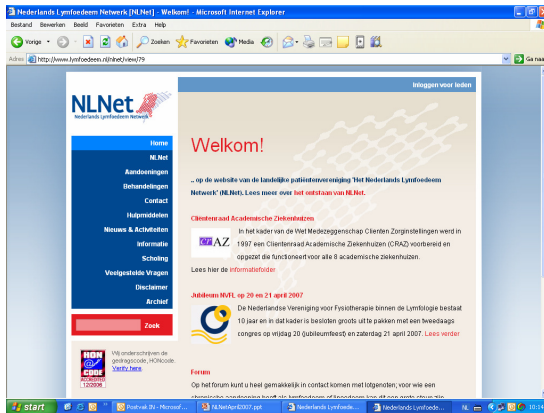 Nederlands Lymfoedeem Netwerk [NLNet] - Welkom! - Microsoft Internet Explorer
Bestand Bewerken Beeld Favorieten Extra Help
Vorige Zoeken Favorieten Media
Adres http://www.lymfoedeem.nl/nlnet/view/79 Ga naar
Inloggen voor leden
NLNet
Nederlands Lymfoedeem Netwerk
Home
NLNet
Aandoeningen
Behandelingen
Contact
Hulpmiddelen
Nieuws & Activiteiten
Informatie
Scholing
Veelgestelde Vragen
Disclaimer
Archief
Zoek
HON
@
CODE
12/2006
Wij onderschrijven de
gedragscode, HONcode.
Verify here.
Welkom!
.. op de website van de landelijke patiëntenvereniging 'Het Nederlands Lymfoedeem
Netwerk' (NLNet). Lees meer over het ontstaan van NLNet.
Cliëntenraad Academische Ziekenhuizen
CRAZ
In het kader van de Wet Medezeggenschap Clienten Zorginstellingen werd in
1997 een Clientenraad Academische Ziekenhuizen (CRAZ) voorbereid en
opgezet die functioneert voor alle 8 academische ziekenhuizen.
Lees hier de informatiefolder
Jubileum NVFL op 20 en 21 april 2007
De Nederlandse Vereniging voor Fysiotherapie binnen de Lymfologie bestaat
10 jaar en in dat kader is besloten groots uit te pakken met een tweedaags
congres op vrijdag 20 (jubileumfeest) en zaterdag 21 april 2007. Lees verder
Forum
Op het forum kunt u heel gemakkelijk in contact komen met lotgenoten; voor wie een
start Postvak IN - Microsof... NLNetApril2007.ppt Nederlands Lymfoede... Nederlands Lymfoede... NL 10:14